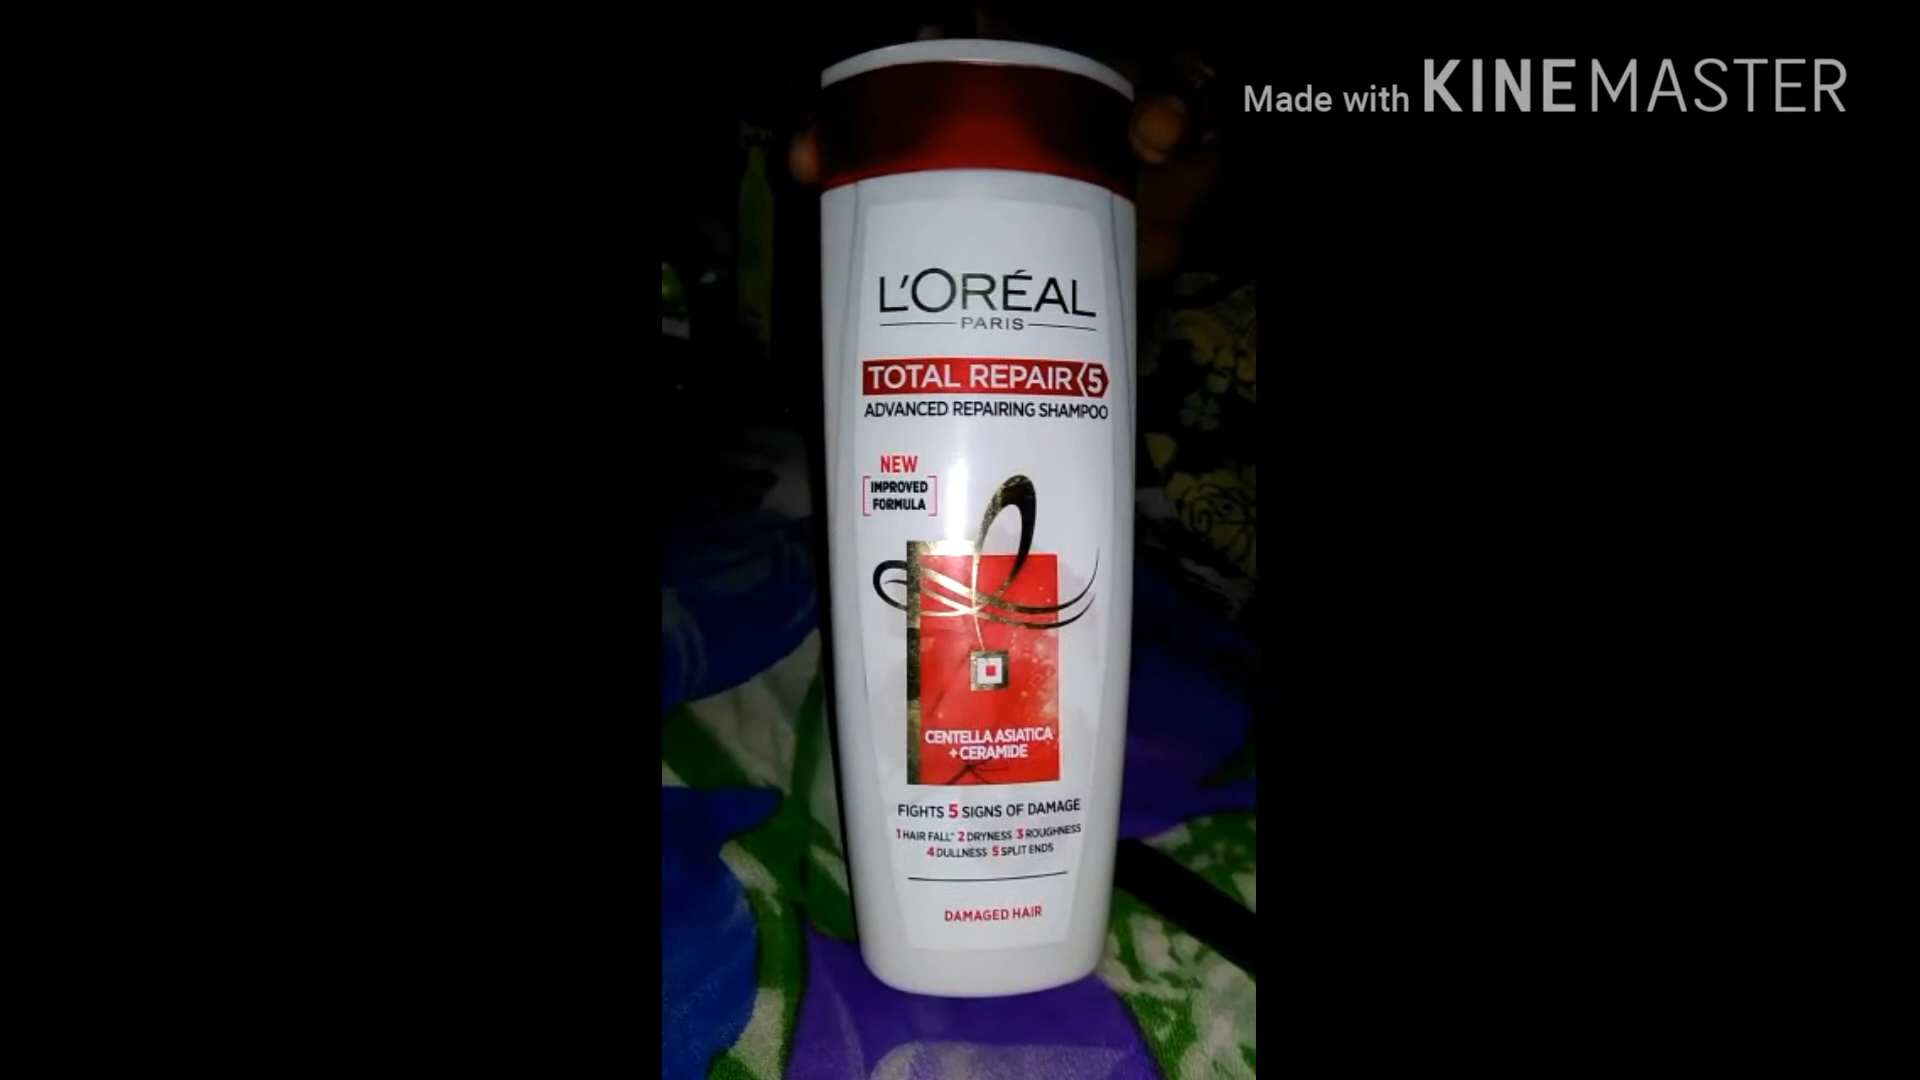 Made with KINEMASTER
L'ORÉAL
PARIS
TOTAL REPAIR 5
ADVANCED REPAIRING SHAMPOO
NEW
IMPROVED
FORMULA
CENTELLA ASIATICA
+ CERAMIDE
FIGHTS 5 SIGNS OF DAMAGE
1 HAIR FALL* 2 DRYNESS 3 ROUGHNESS
4 DULLNESS 5 SPLIT ENDS
DAMAGED HAIR